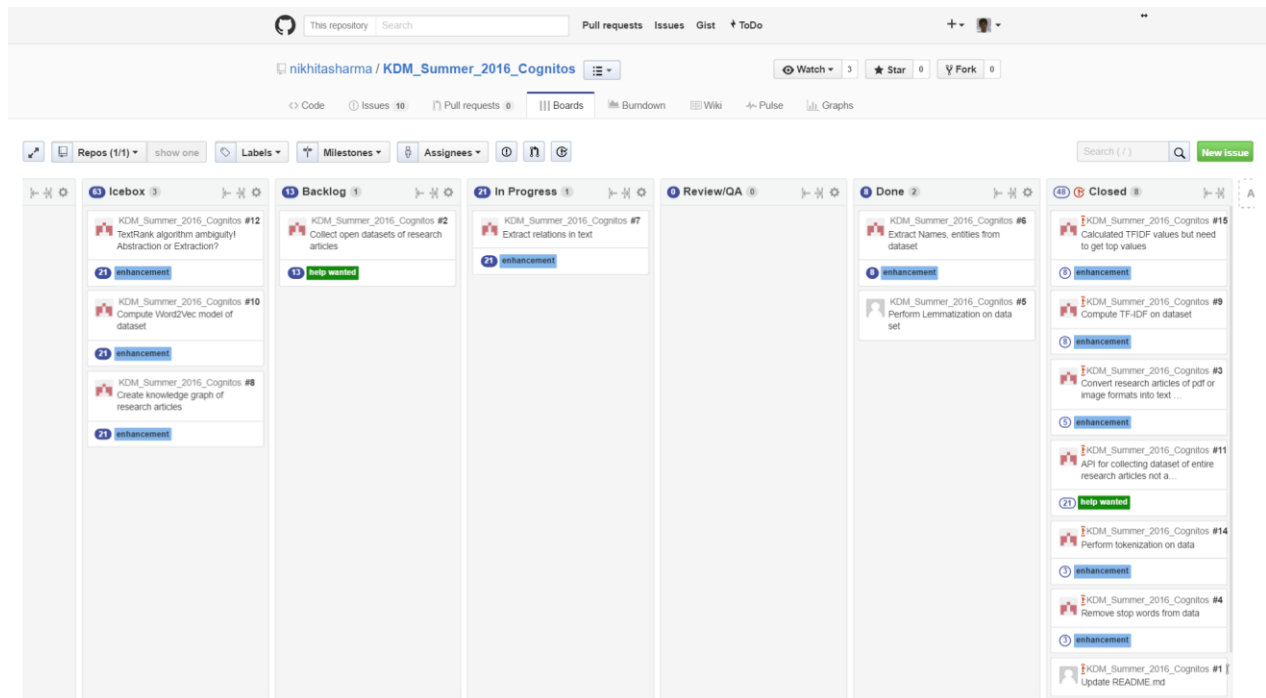 This repository Search Pull requests Issues Gist ToDo
nikhitasharma / KDM_Summer_2016_Cognitos Watch 3 Star 0 Fork 0
Code Issues 10 Pull requests 0 Boards Burndown Wiki Pulse Graphs
Repos (1/1) show one Labels Milestones Assignees Search ( / ) New issue
63 Icebox 3
KDM_Summer_2016_Cognitos #12
TextRank algorithm ambiguity!
Abstraction or Extraction?
21 enhancement
KDM_Summer_2016_Cognitos #10
Compute Word2Vec model of
dataset
21 enhancement
KDM_Summer_2016_Cognitos #8
Create knowledge graph of
research articles
21 enhancement
13 Backlog 1
KDM_Summer_2016_Cognitos #2
Collect open datasets of research
articles
13 help wanted
21 In Progress 1
KDM_Summer_2016_Cognitos #7
Extract relations in text
21 enhancement
0 Review/QA 0
8 Done 2
KDM_Summer_2016_Cognitos #6
Extract Names, entities from
dataset
8 enhancement
KDM_Summer_2016_Cognitos #5
Perform Lemmatization on data
set
48 Closed 8
KDM_Summer_2016_Cognitos #15
Calculated TFIDF values but need
to get top values
8 enhancement
KDM_Summer_2016_Cognitos #9
Compute TF-IDF on dataset
8 enhancement
KDM_Summer_2016_Cognitos #3
Convert research articles of pdf or
image formats into text ...
5 enhancement
KDM_Summer_2016_Cognitos #11
API for collecting dataset of entire
research articles not a...
21 help wanted
KDM_Summer_2016_Cognitos #14
Perform tokenization on data
3 enhancement
KDM_Summer_2016_Cognitos #4
Remove stop words from data
3 enhancement
KDM_Summer_2016_Cognitos #1
Update README.md
A